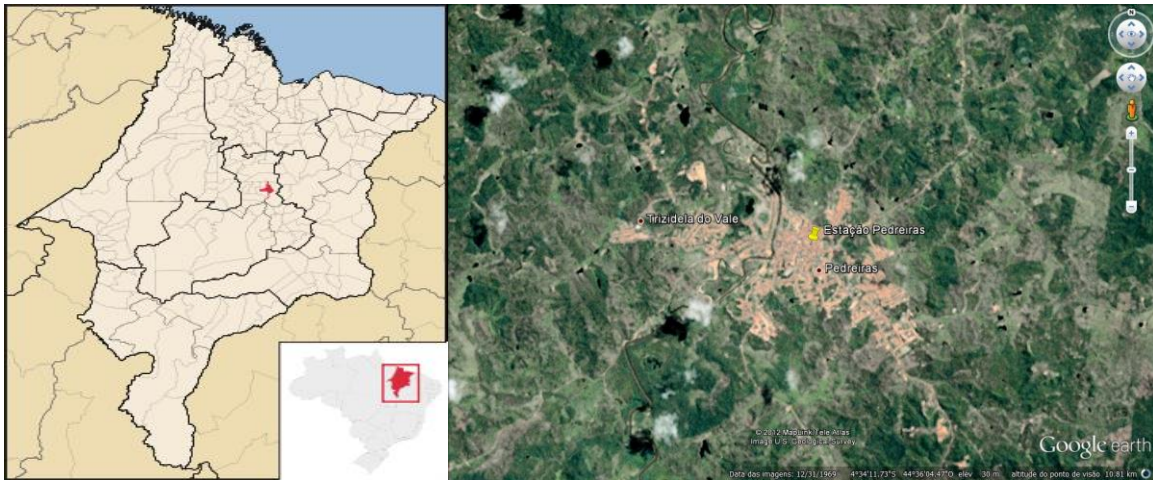 N
Trizidela do Vale
Estação Pedreiras
Pedreiras
© 2012 MapLink/Tele Atlas
Image U.S. Geological Survey
Google earth
Data das imagens: 12/31/1969 4°34'11.73"S 44°36'04.47"O elev 30 m altitude do ponto de visão 10.81 km